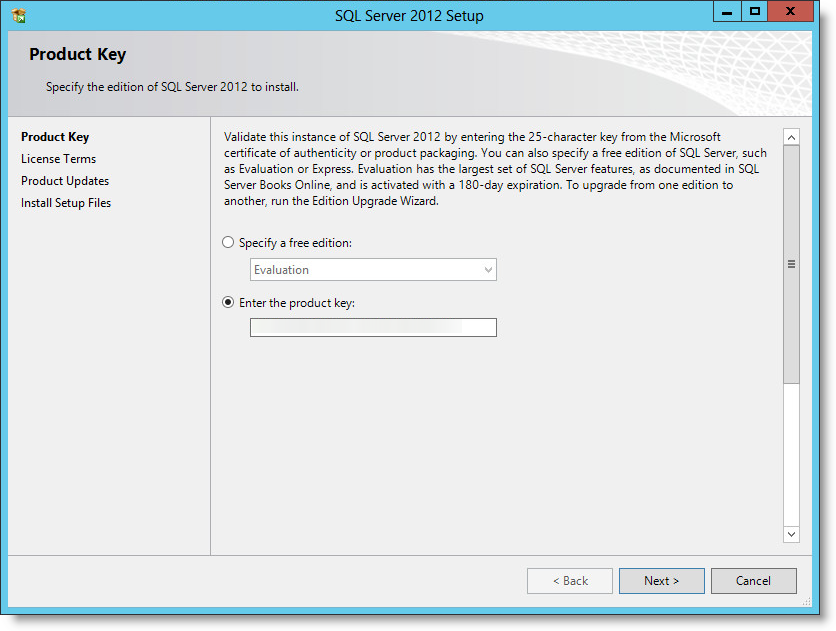 SQL Server 2012 Setup
Product Key
Specify the edition of SQL Server 2012 to install.
Product Key
License Terms
Product Updates
Install Setup Files
Validate this instance of SQL Server 2012 by entering the 25-character key from the Microsoft
certificate of authenticity or product packaging. You can also specify a free edition of SQL Server, such
as Evaluation or Express. Evaluation has the largest set of SQL Server features, as documented in SQL
Server Books Online, and is activated with a 180-day expiration. To upgrade from one edition to
another, run the Edition Upgrade Wizard.
Specify a free edition:
Evaluation
Enter the product key:
< Back
Next >
Cancel